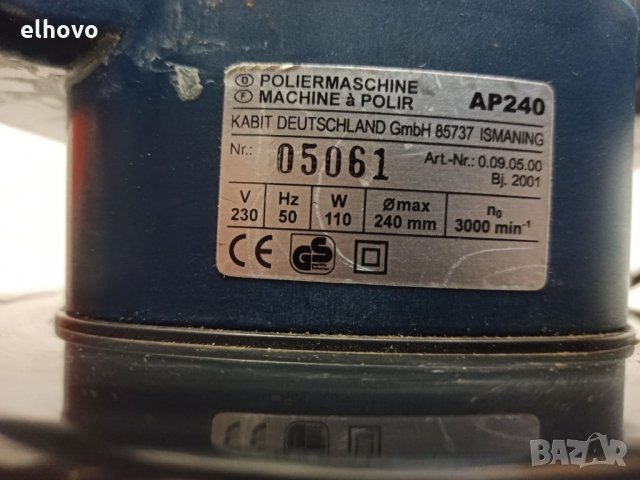 elhovo
D POLIERMASCHINE
F MACHINE à POLIR AP240
KABIT DEUTSCHLAND GmbH 85737 ISMANING
Nr.: 05061 Art.-Nr.: 0.09.05.00
Bj. 2001
V Hz W Ømax n₀
230 50 110 240 mm 3000 min⁻¹
CE GS
BAZAR